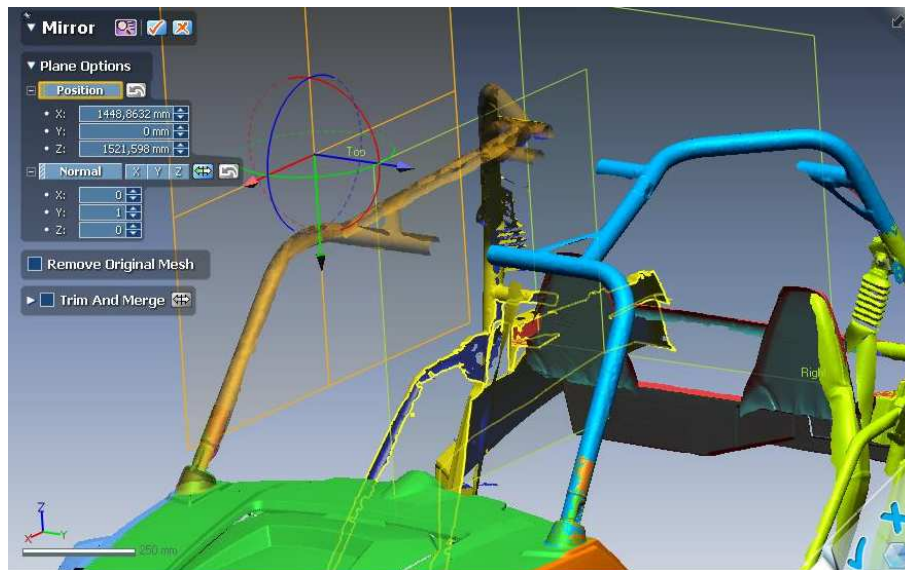 Mirror
Plane Options
Position
X: 1448,8632 mm
Y: 0 mm
Z: 1521,598 mm
Normal X Y Z
X: 0
Y: 1
Z: 0
Remove Original Mesh
Trim And Merge
Top
Right
Z
X Y
250 mm